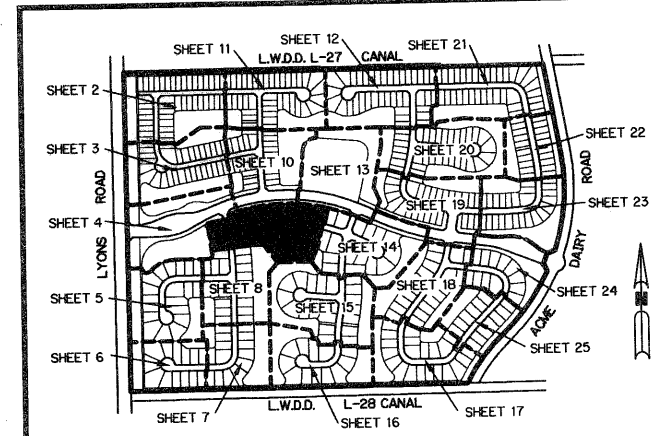 SHEET 11
SHEET 12
SHEET 21
L.W.D.D. L-27 CANAL
SHEET 2
SHEET 22
SHEET 3
SHEET 10
SHEET 13
SHEET 20
SHEET 19
SHEET 23
LYONS ROAD
ROAD
SHEET 4
SHEET 14
DAIRY
SHEET 8
SHEET 18
SHEET 24
SHEET 5
SHEET 15
ACME
SHEET 25
SHEET 6
SHEET 7
L.W.D.D. L-28 CANAL
SHEET 16
SHEET 17